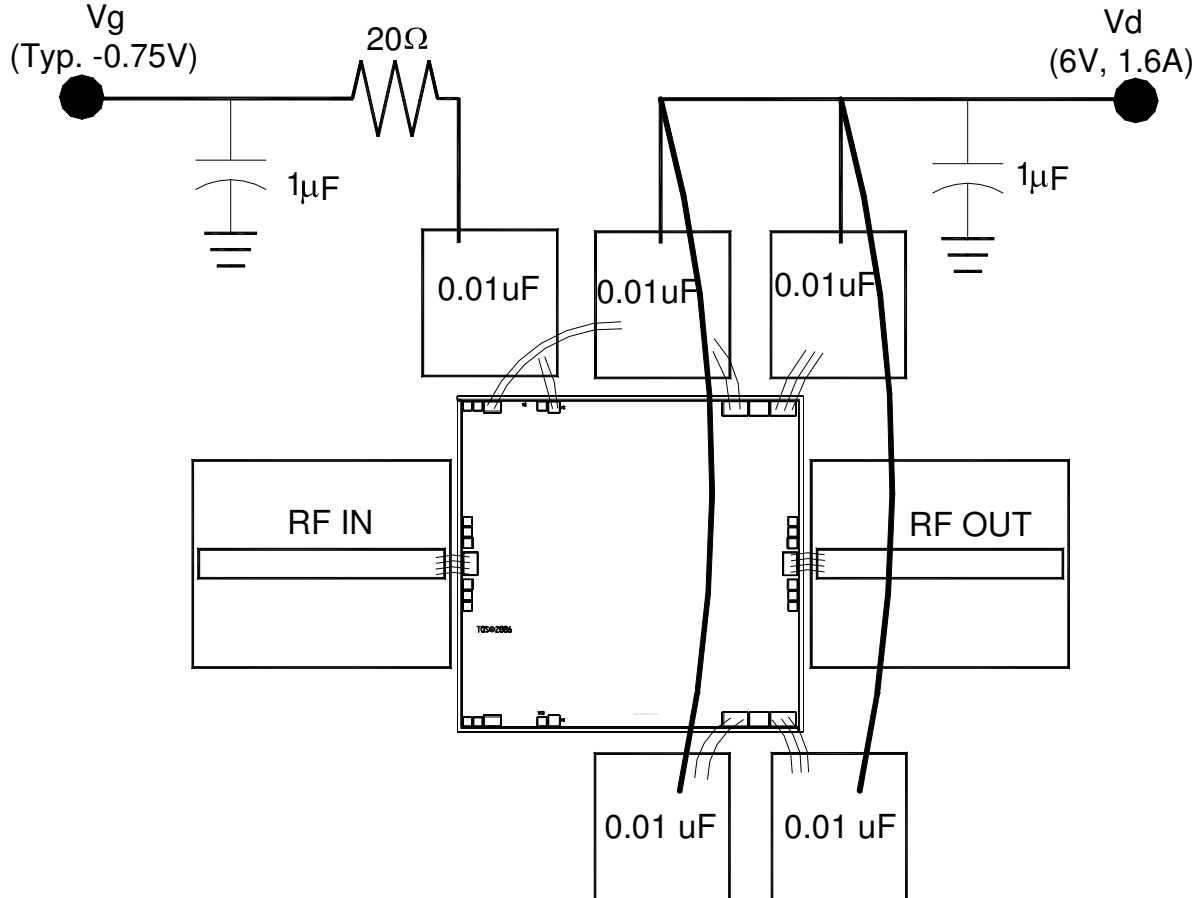 Vg
(Typ. -0.75V)
20Ω
Vd
(6V, 1.6A)
1μF
1μF
0.01uF
0.01uF
0.01uF
RF IN
RF OUT
TQS©2006
0.01 uF
0.01 uF